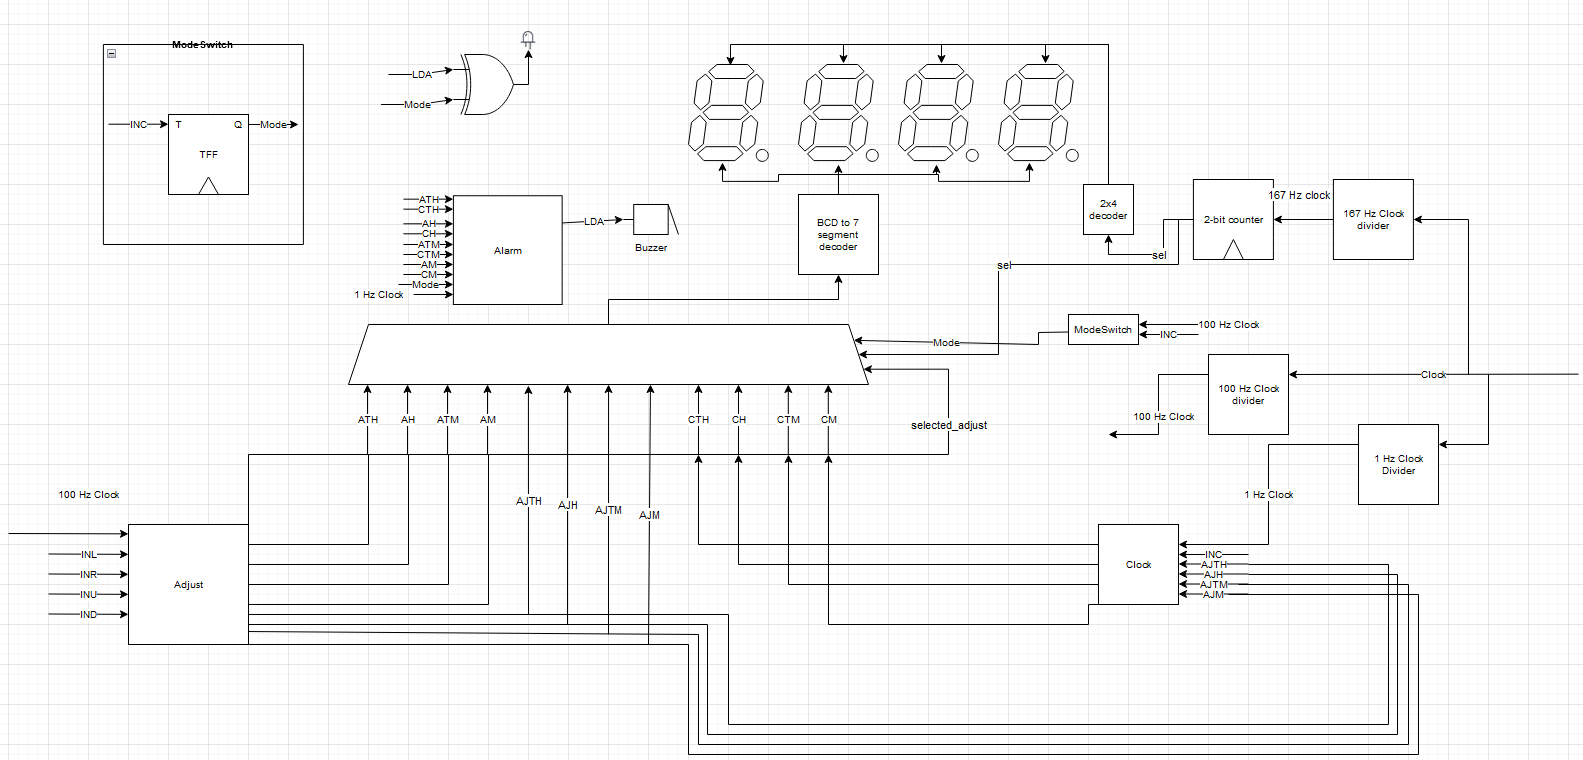 ModeSwitch
INC
T
Q
Mode
TFF
LDA
Mode
ATH
CTH
AH
CH
ATM
CTM
AM
CM
Mode
1 Hz Clock
Alarm
LDA
Buzzer
BCD to 7
segment
decoder
2x4
decoder
sel
sel
2-bit counter
167 Hz clock
167 Hz Clock
divider
Mode
ModeSwitch
100 Hz Clock
INC
Clock
100 Hz Clock
divider
100 Hz Clock
1 Hz Clock
Divider
1 Hz Clock
ATH
AH
ATM
AM
CTH
CH
CTM
CM
selected_adjust
AJTH
AJH
AJTM
AJM
100 Hz Clock
INL
INR
INU
IND
Adjust
Clock
INC
AJTH
AJH
AJTM
AJM